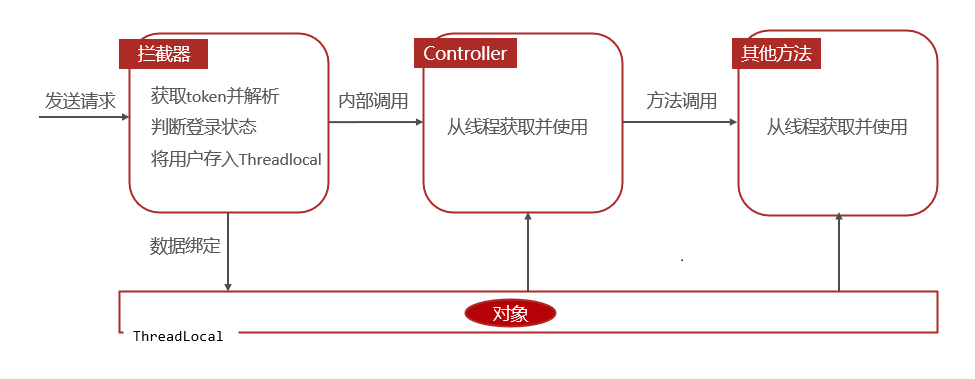 拦截器
Controller
其他方法
发送请求
获取token并解析
判断登录状态
将用户存入Threadlocal
内部调用
从线程获取并使用
方法调用
从线程获取并使用
数据绑定
对象
ThreadLocal